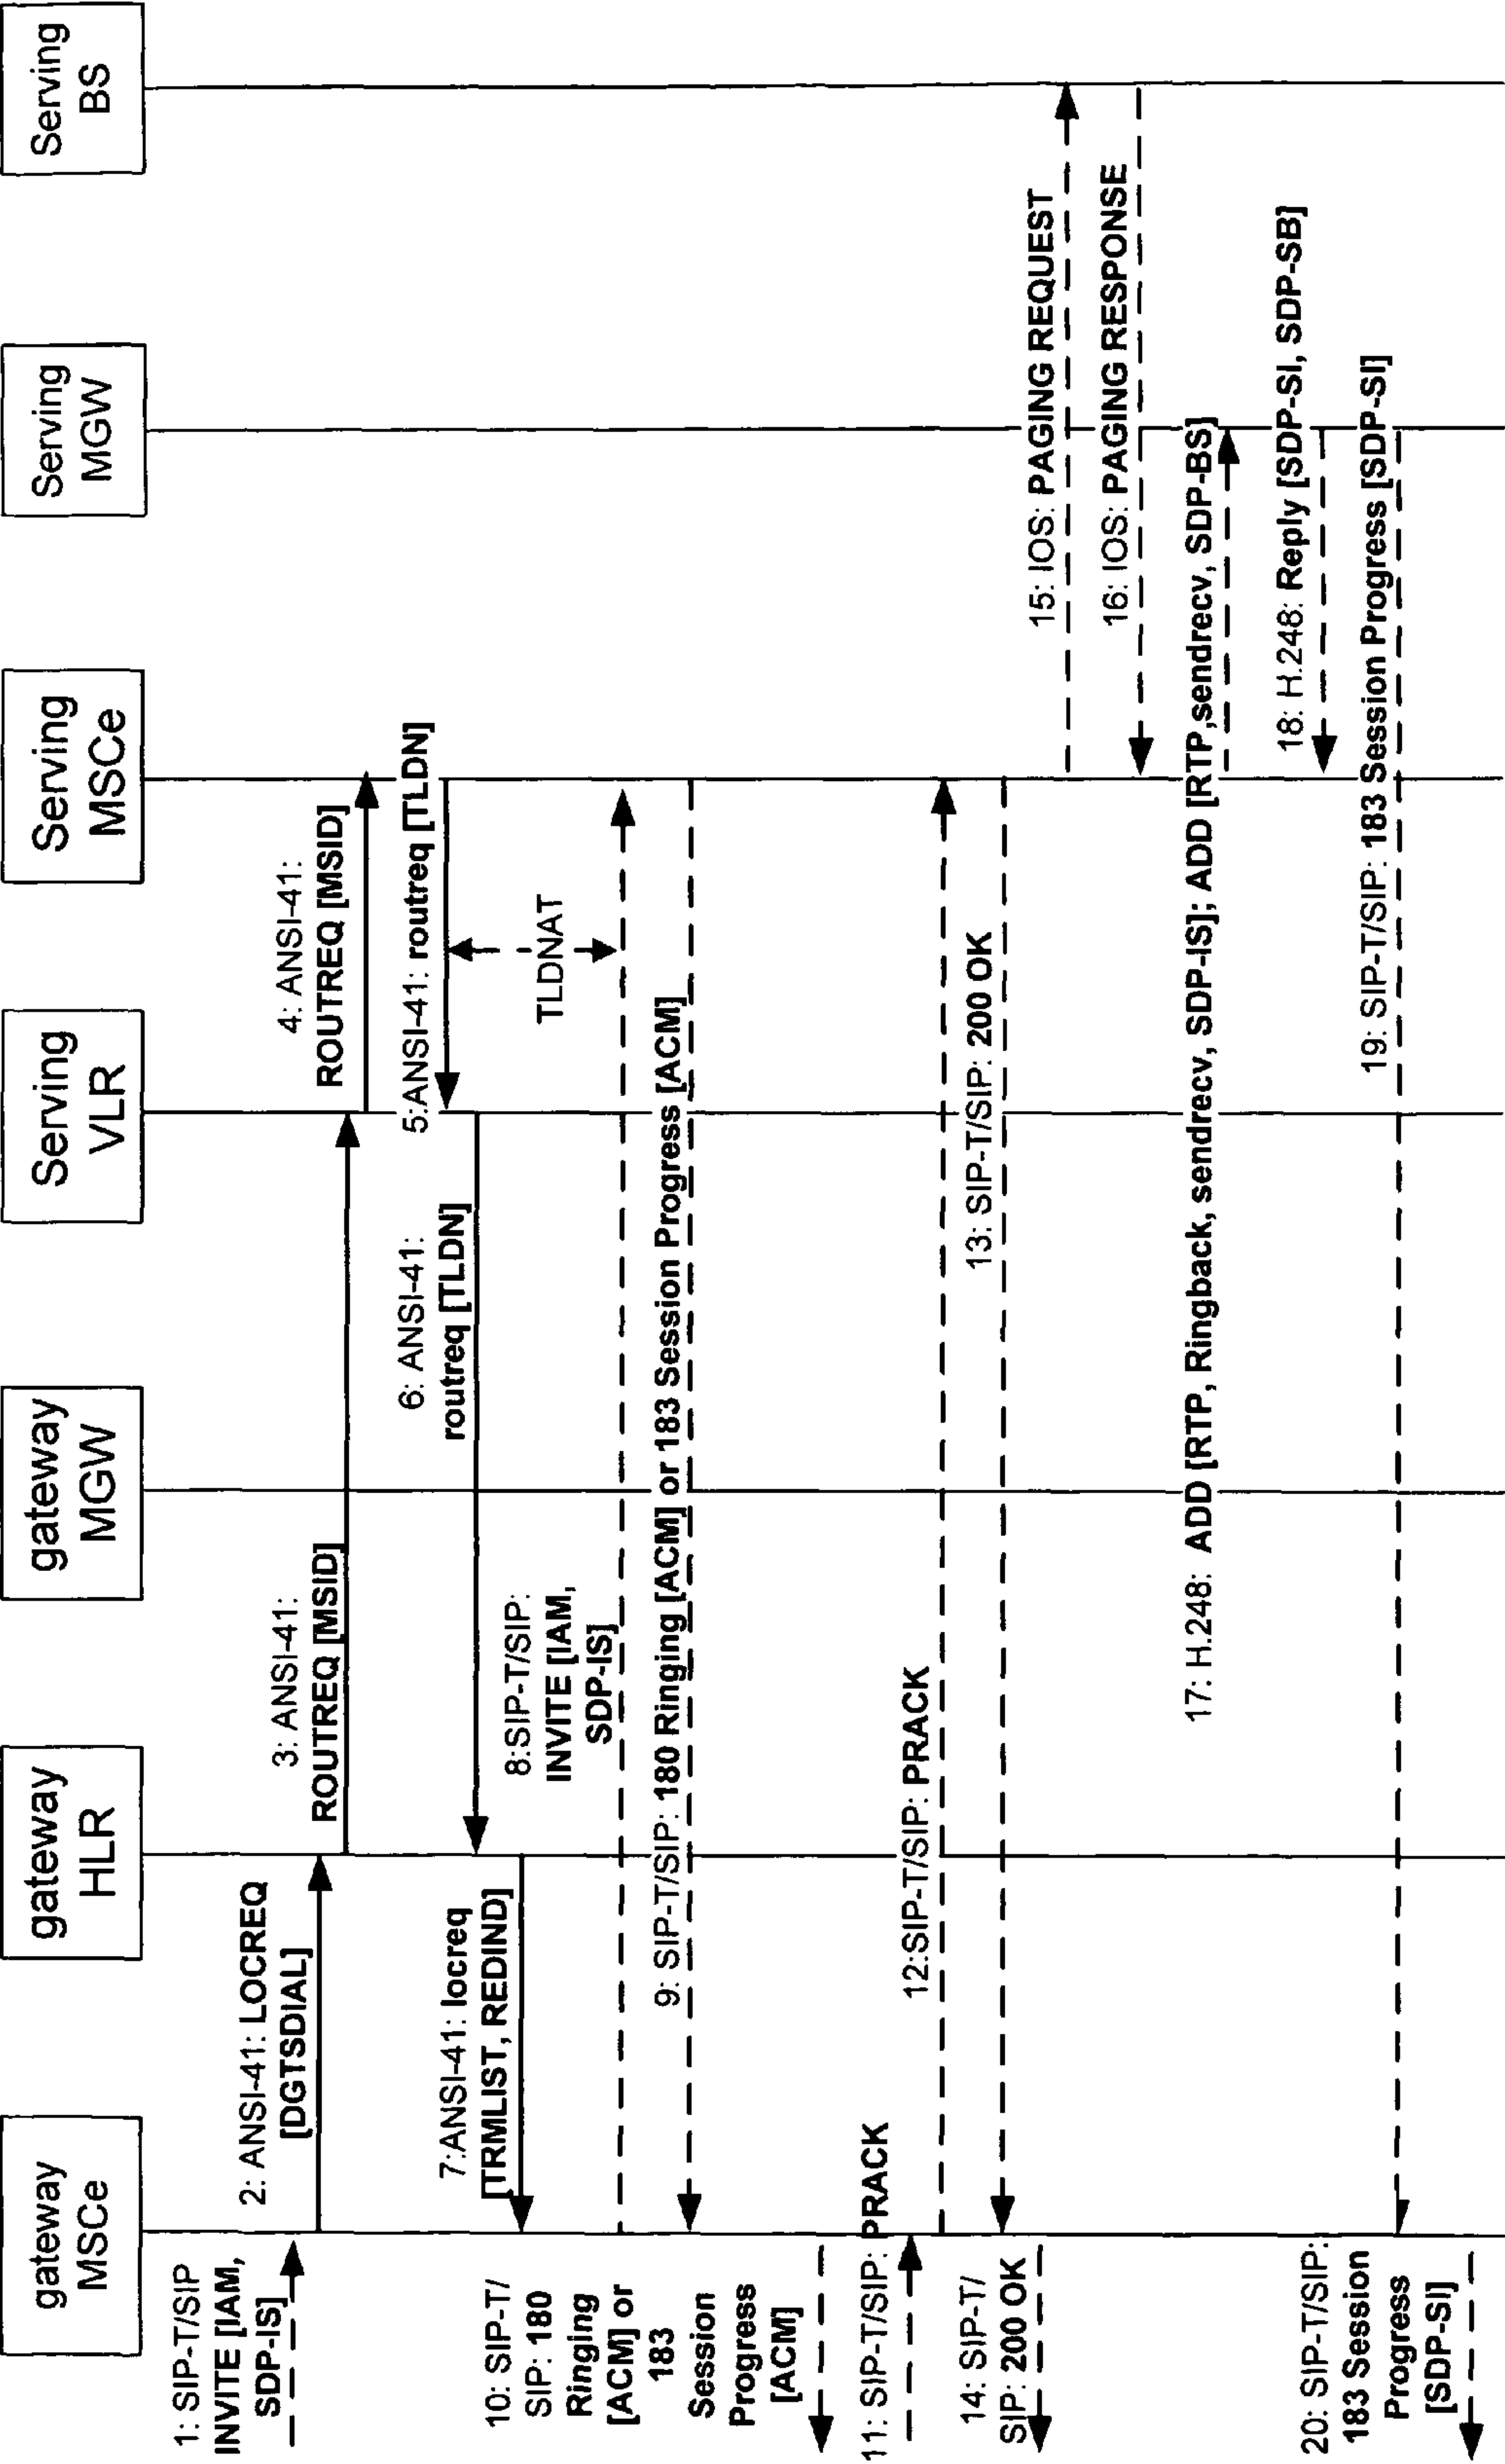 gateway
MSCe
gateway
HLR
gateway
MGW
Serving
VLR
Serving
MSCe
Serving
MGW
Serving
BS
1: SIP-T/SIP
INVITE [IAM,
SDP-IS]
2: ANSI-41: LOCREQ
[DGTSDIAL]
3: ANSI-41:
ROUTREQ [MSID]
4: ANSI-41:
ROUTREQ [MSID]
5:ANSI-41: routreq [TLDN]
6: ANSI-41:
routreq [TLDN]
7:ANSI-41: locreq
[TRMLIST, REDIND]
TLDNAT
8:SIP-T/SIP:
INVITE [IAM,
SDP-IS]
9: SIP-T/SIP: 180 Ringing [ACM] or 183 Session Progress [ACM]
10: SIP-T/
SIP: 180
Ringing
[ACM] or
183
Session
Progress
[ACM]
11: SIP-T/SIP: PRACK
12:SIP-T/SIP: PRACK
13: SIP-T/SIP: 200 OK
14: SIP-T/
SIP: 200 OK
15: IOS: PAGING REQUEST
16: IOS: PAGING RESPONSE
17: H.248: ADD [RTP, Ringback, sendrecv, SDP-IS]; ADD [RTP,sendrecv, SDP-BS]
18: H.248: Reply [SDP-SI, SDP-SB]
19: SIP-T/SIP: 183 Session Progress [SDP-SI]
20: SIP-T/SIP:
183 Session
Progress
[SDP-SI]